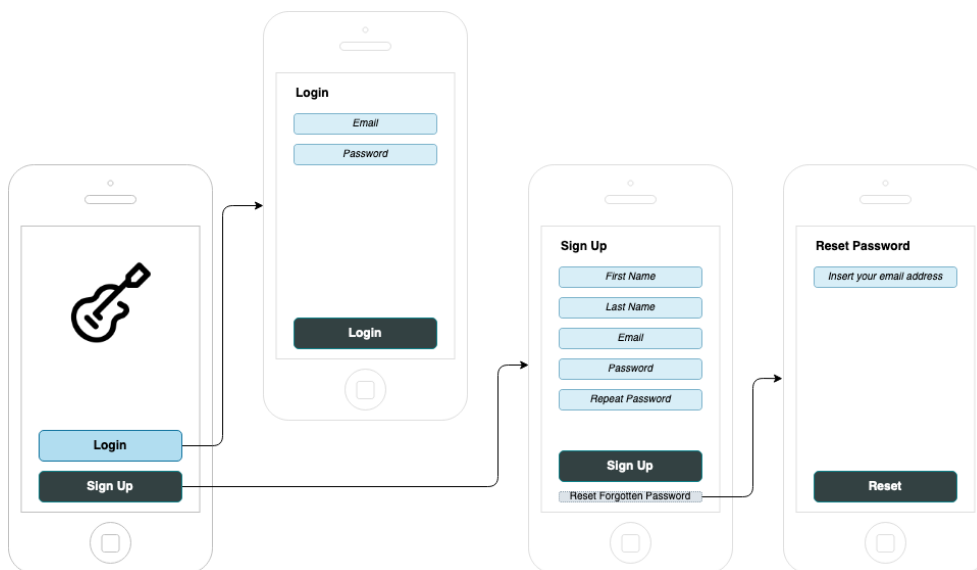 Login
Sign Up
Login
Email
Password
Login
Sign Up
First Name
Last Name
Email
Password
Repeat Password
Sign Up
Reset Forgotten Password
Reset Password
Insert your email address
Reset